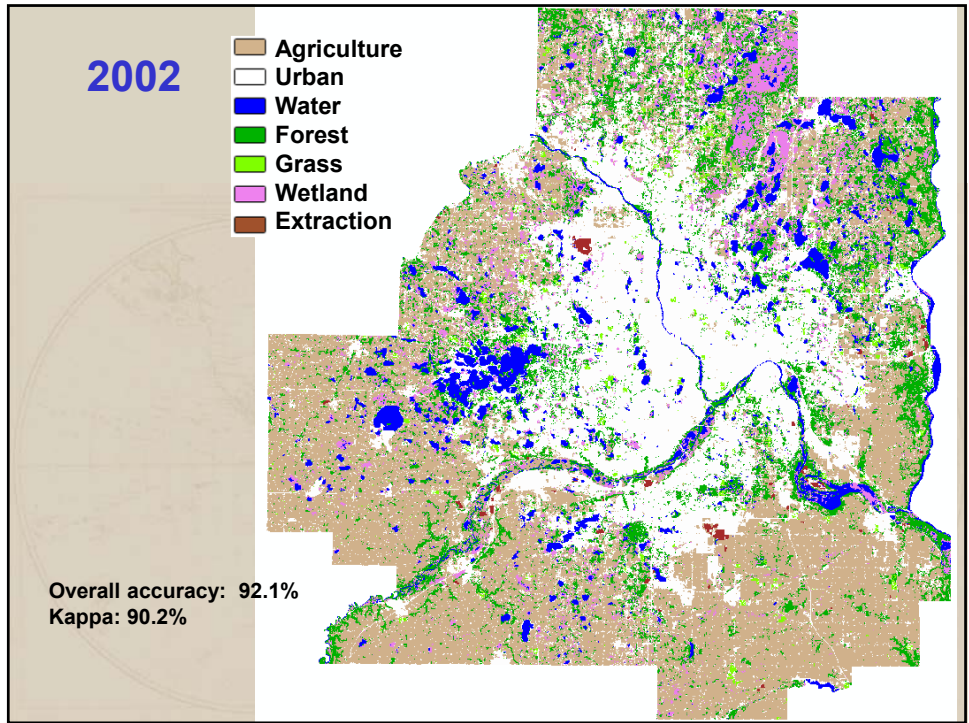 2002
Agriculture
Urban
Water
Forest
Grass
Wetland
Extraction
Overall accuracy: 92.1%
Kappa: 90.2%